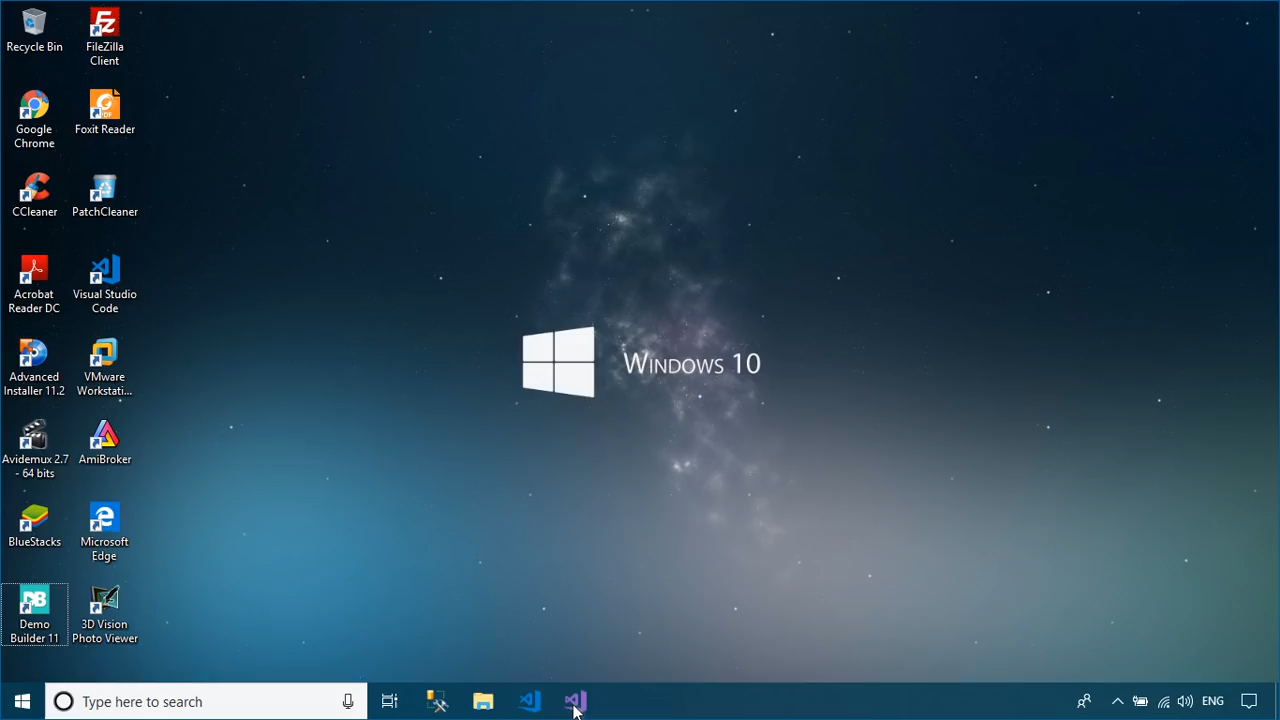 Recycle Bin
FileZilla
Client
Google
Chrome
Foxit Reader
CCleaner
PatchCleaner
Acrobat
Reader DC
Visual Studio
Code
Advanced
Installer 11.2
VMware
Workstati...
Avidemux 2.7
- 64 bits
AmiBroker
BlueStacks
Microsoft
Edge
DB
Demo
Builder 11
3D Vision
Photo Viewer
WINDOWS 10
Type here to search
ENG